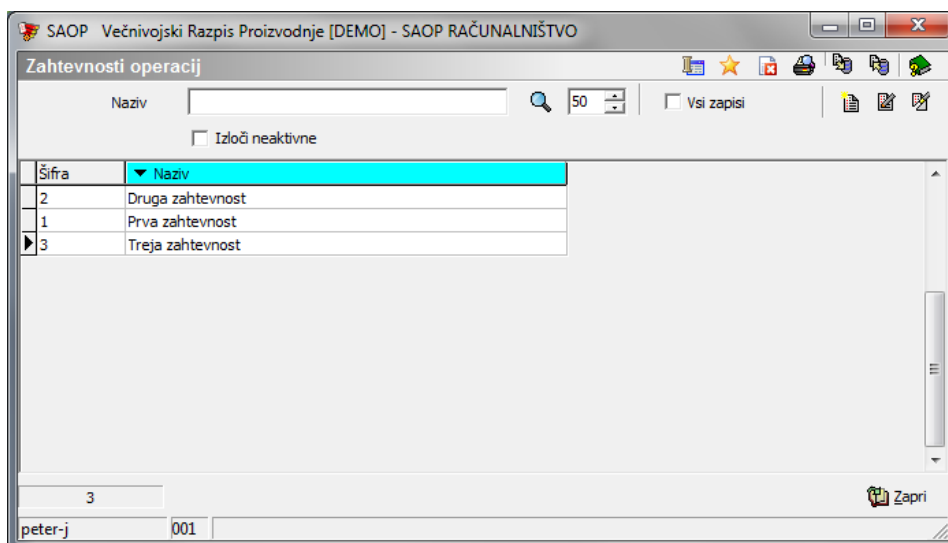 SAOP Večnivojski Razpis Proizvodnje [DEMO] - SAOP RAČUNALNIŠTVO
Zahtevnosti operacij
Naziv 50 Vsi zapisi
Izloči neaktivne
Šifra Naziv
2 Druga zahtevnost
1 Prva zahtevnost
3 Treja zahtevnost
3 Zapri
peter-j 001